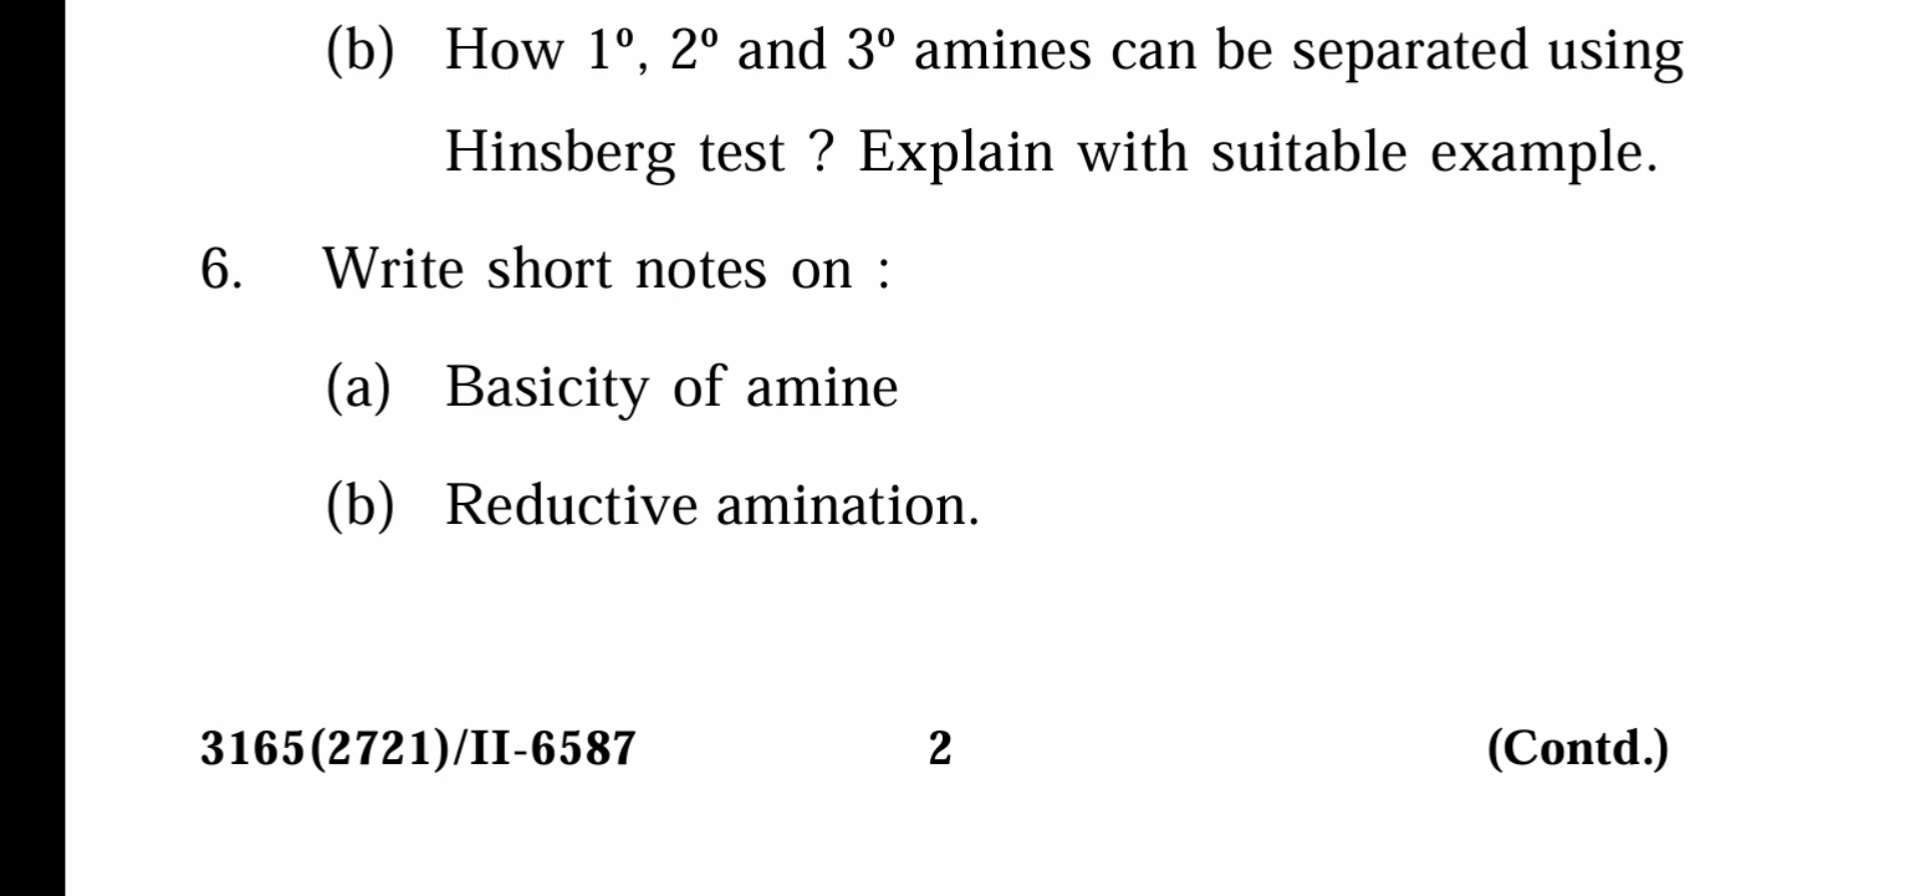 (b) How 1º, 2º and 3º amines can be separated using
Hinsberg test ? Explain with suitable example.
6. Write short notes on :
(a) Basicity of amine
(b) Reductive amination.
3165(2721)/II-6587 2 (Contd.)